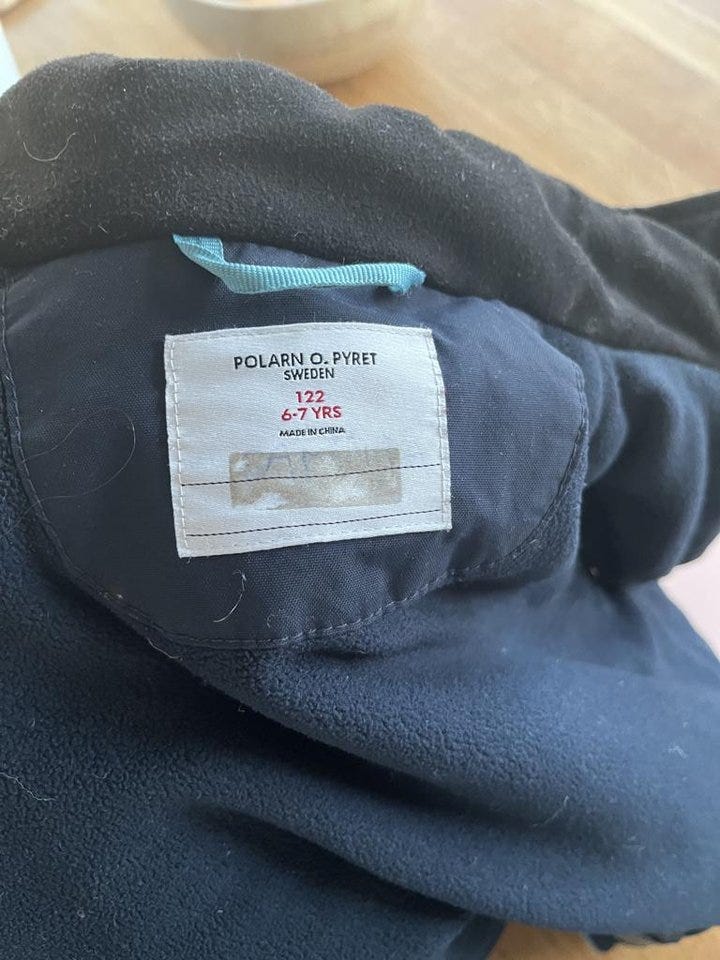 POLARN O. PYRET
SWEDEN
122
6-7 YRS
MADE IN CHINA